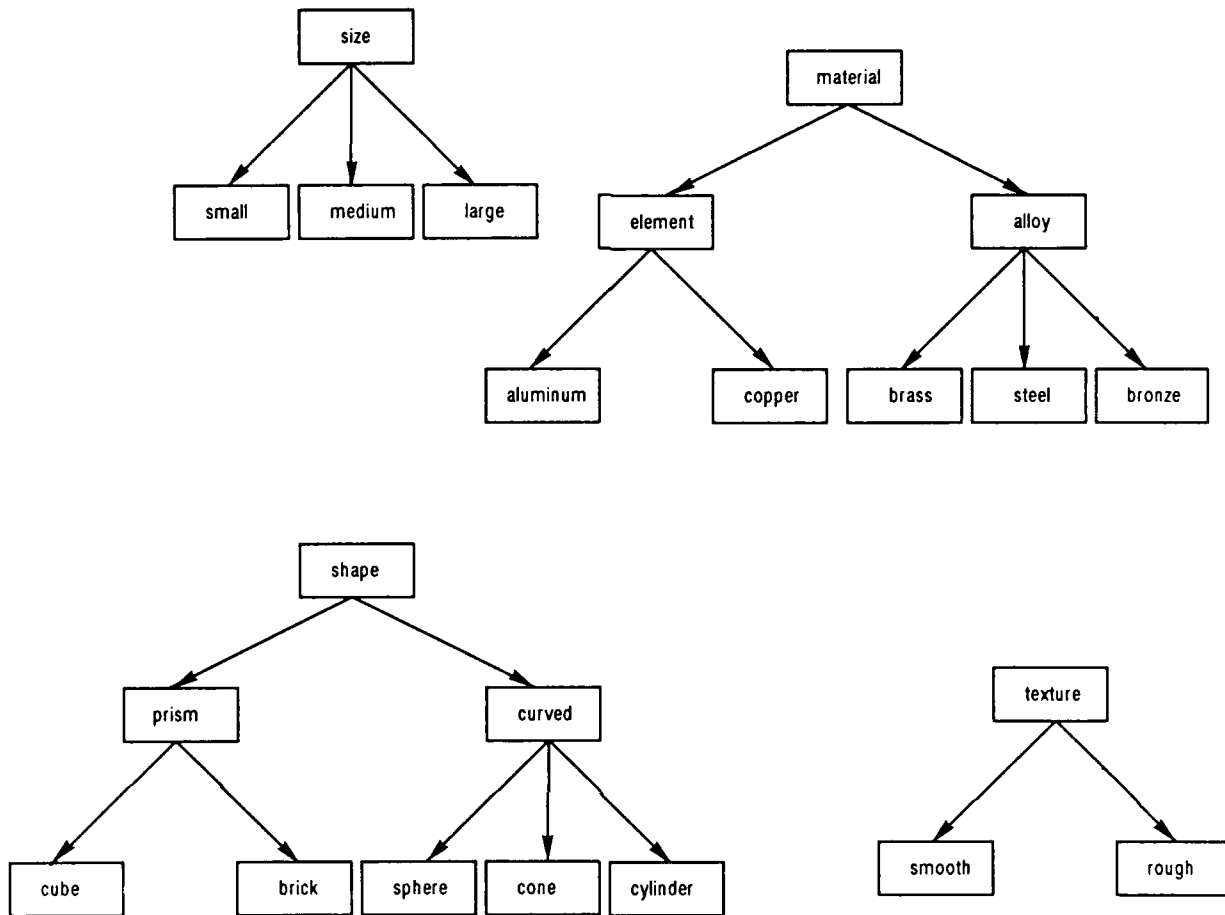 size
material
small
medium
large
element
alloy
aluminum
copper
brass
steel
bronze
shape
prism
curved
texture
cube
brick
sphere
cone
cylinder
smooth
rough